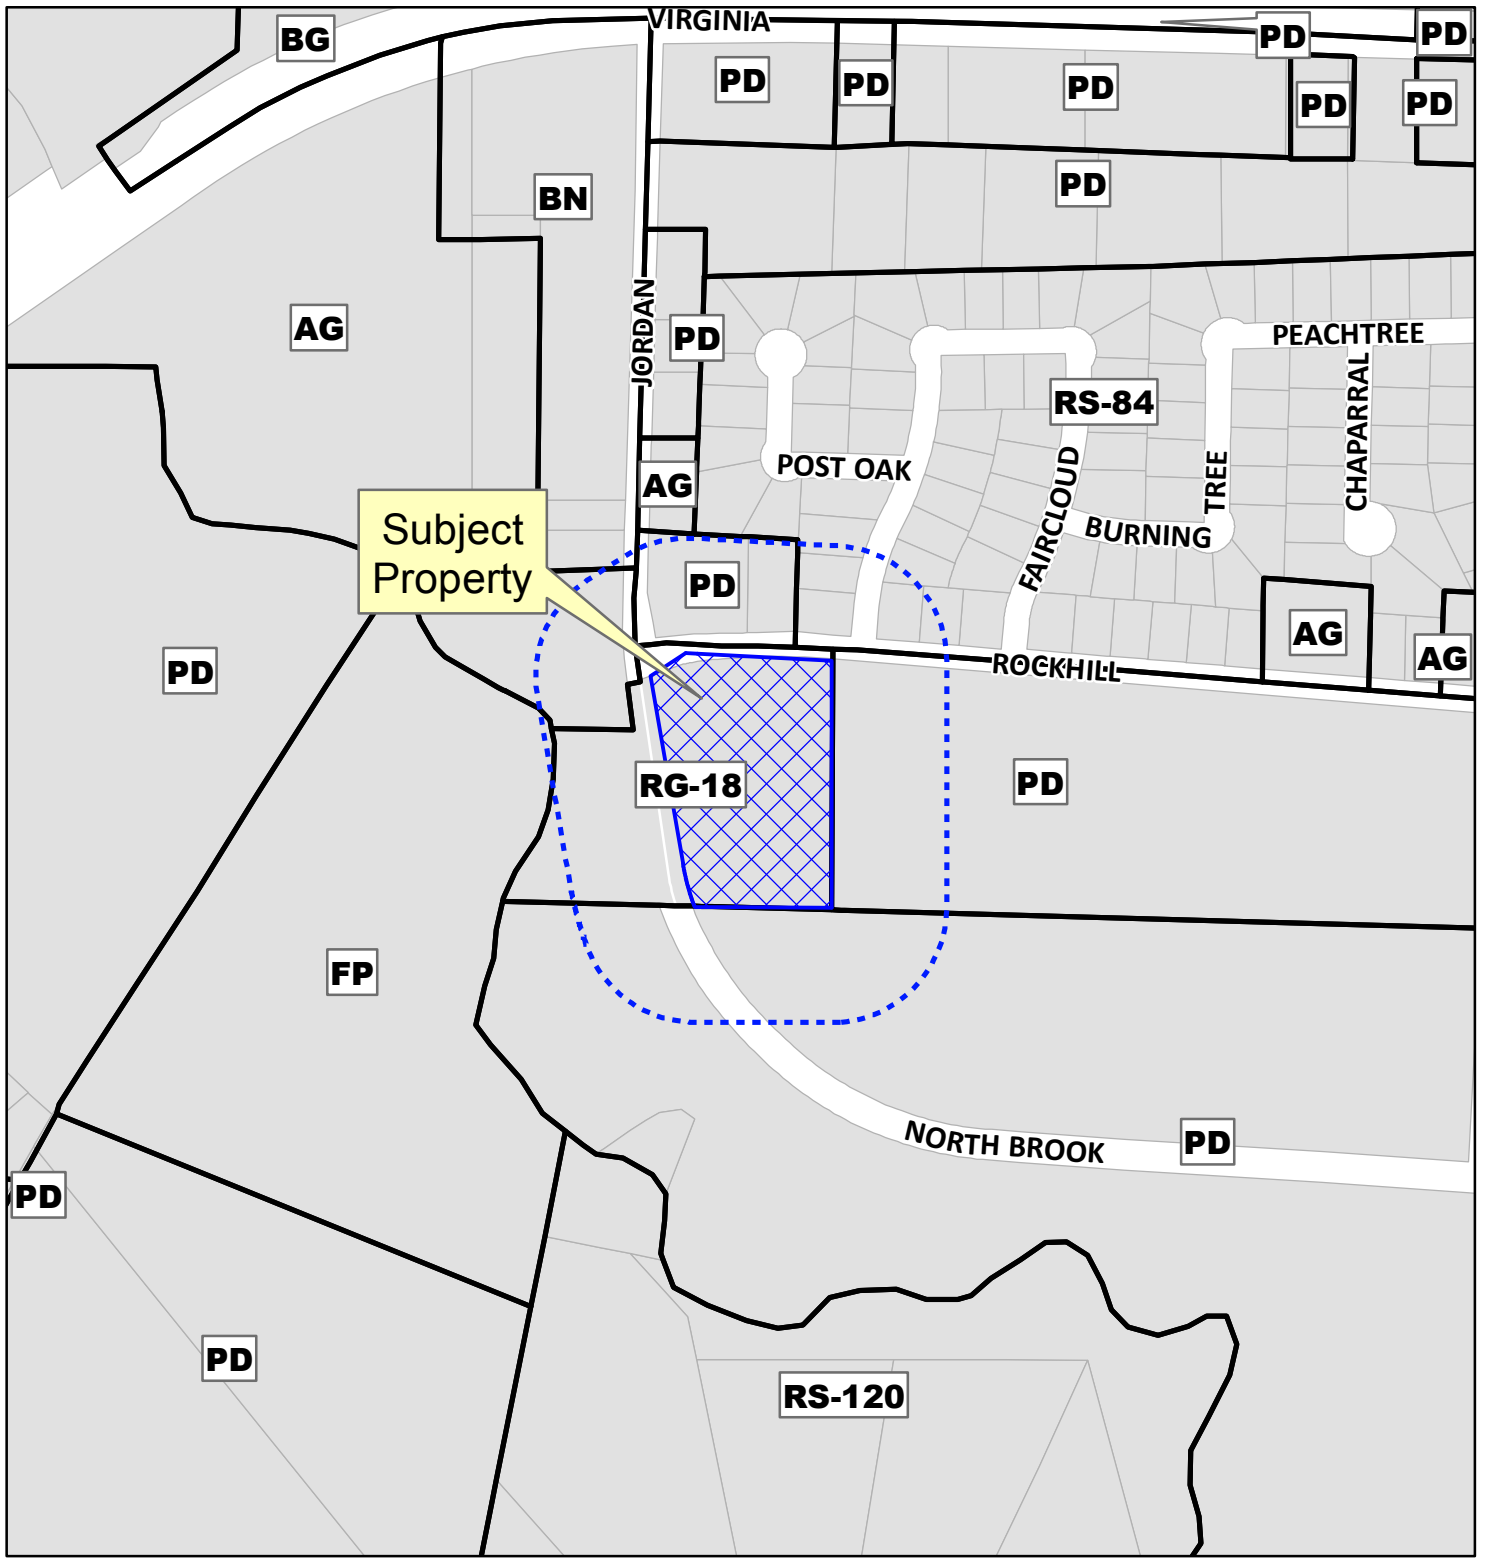 VIRGINIA
PD
PD
BG
PD
PD
PD
PD
PD
PD
BN
AG
JORDAN
PD
PEACHTREE
CHAPARRAL
RS-84
POST OAK
FAIRCLOUD
TREE
BURNING
AG
Subject
Property
PD
AG
AG
ROCKHILL
PD
RG-18
PD
FP
NORTH BROOK
PD
PD
PD
RS-120